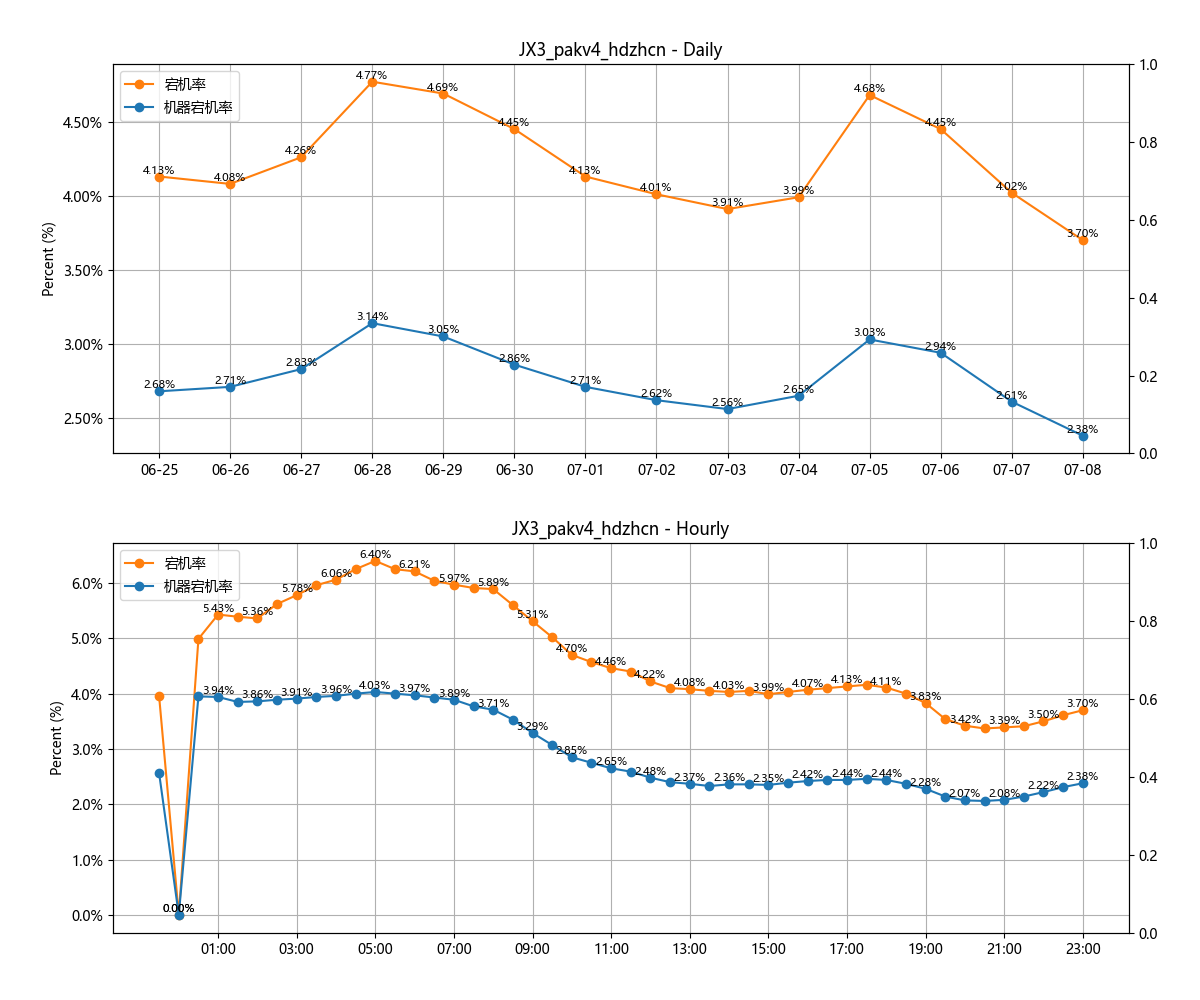 JX3_pakv4_hdzhcn - Daily
宕机率
机器宕机率
Percent (%)
4.50%
4.00%
3.50%
3.00%
2.50%
1.0
0.8
0.6
0.4
0.2
0.0
4.13% 4.08% 4.26% 4.77% 4.69% 4.45% 4.13% 4.01% 3.91% 3.99% 4.68% 4.45% 4.02% 3.70%
2.68% 2.71% 2.83% 3.14% 3.05% 2.86% 2.71% 2.62% 2.56% 2.65% 3.03% 2.94% 2.61% 2.38%
06-25 06-26 06-27 06-28 06-29 06-30 07-01 07-02 07-03 07-04 07-05 07-06 07-07 07-08
JX3_pakv4_hdzhcn - Hourly
宕机率
机器宕机率
Percent (%)
6.0%
5.0%
4.0%
3.0%
2.0%
1.0%
0.0%
1.0
0.8
0.6
0.4
0.2
0.0
0.00% 5.43% 5.36% 5.78% 6.06% 6.40% 6.21% 5.97% 5.89% 5.31% 4.70% 4.46% 4.22% 4.08% 4.03% 3.99% 4.07% 4.13% 4.11% 3.83% 3.42% 3.39% 3.50% 3.70%
0.00% 3.94% 3.86% 3.91% 3.96% 4.03% 3.97% 3.89% 3.71% 3.29% 2.85% 2.65% 2.48% 2.37% 2.36% 2.35% 2.42% 2.44% 2.44% 2.28% 2.07% 2.08% 2.22% 2.38%
01:00 03:00 05:00 07:00 09:00 11:00 13:00 15:00 17:00 19:00 21:00 23:00